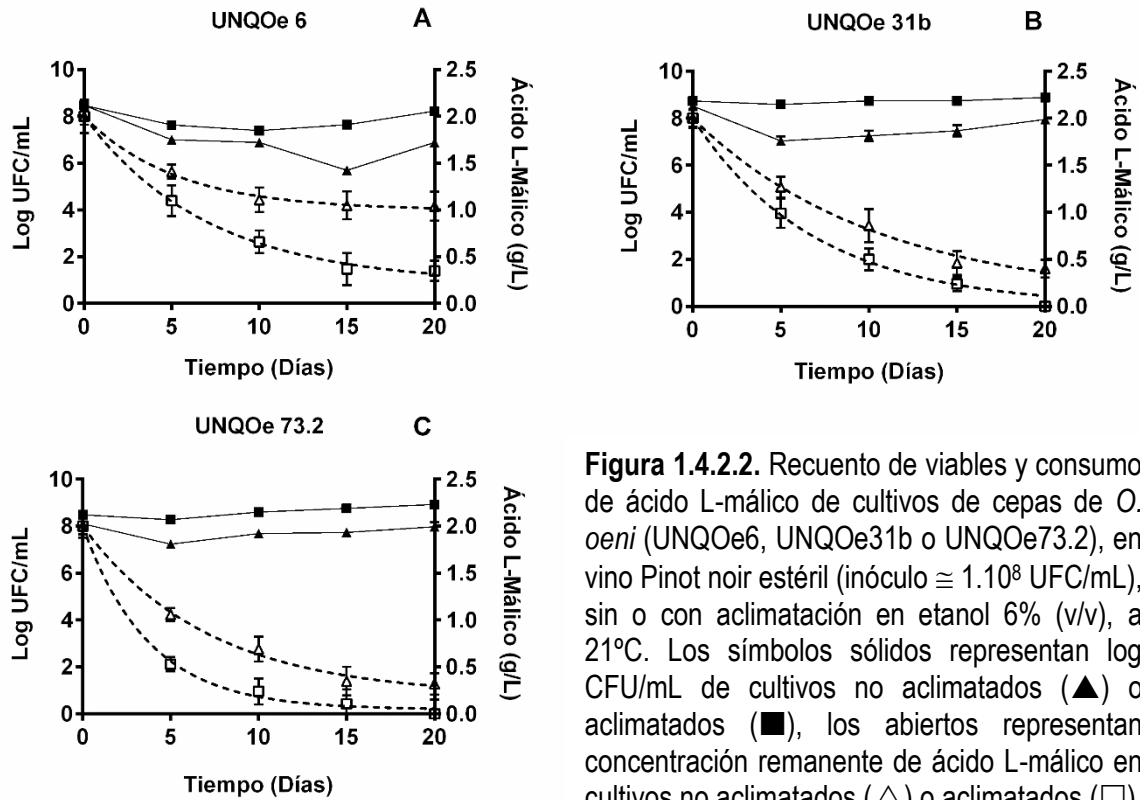 UNQOe 6
A
Log UFC/mL
10
8
6
4
2
0
2.5
2.0
1.5
1.0
0.5
0.0
Ácido L-Málico (g/L)
0 5 10 15 20
Tiempo (Días)
UNQOe 31b
B
Log UFC/mL
10
8
6
4
2
0
2.5
2.0
1.5
1.0
0.5
0.0
Ácido L-Málico (g/L)
0 5 10 15 20
Tiempo (Días)
UNQOe 73.2
C
Log UFC/mL
10
8
6
4
2
0
2.5
2.0
1.5
1.0
0.5
0.0
Ácido L-Málico (g/L)
0 5 10 15 20
Tiempo (Días)
Figura 1.4.2.2. Recuento de viables y consumo
de ácido L-málico de cultivos de cepas de O.
oeni (UNQOe6, UNQOe31b o UNQOe73.2), en
vino Pinot noir estéril (inóculo ≅ 1.10⁸ UFC/mL),
sin o con aclimatación en etanol 6% (v/v), a
21ºC. Los símbolos sólidos representan log
CFU/mL de cultivos no aclimatados (▲) o
aclimatados (■), los abiertos representan
concentración remanente de ácido L-málico en
cultivos no aclimatados (△) o aclimatados (□)